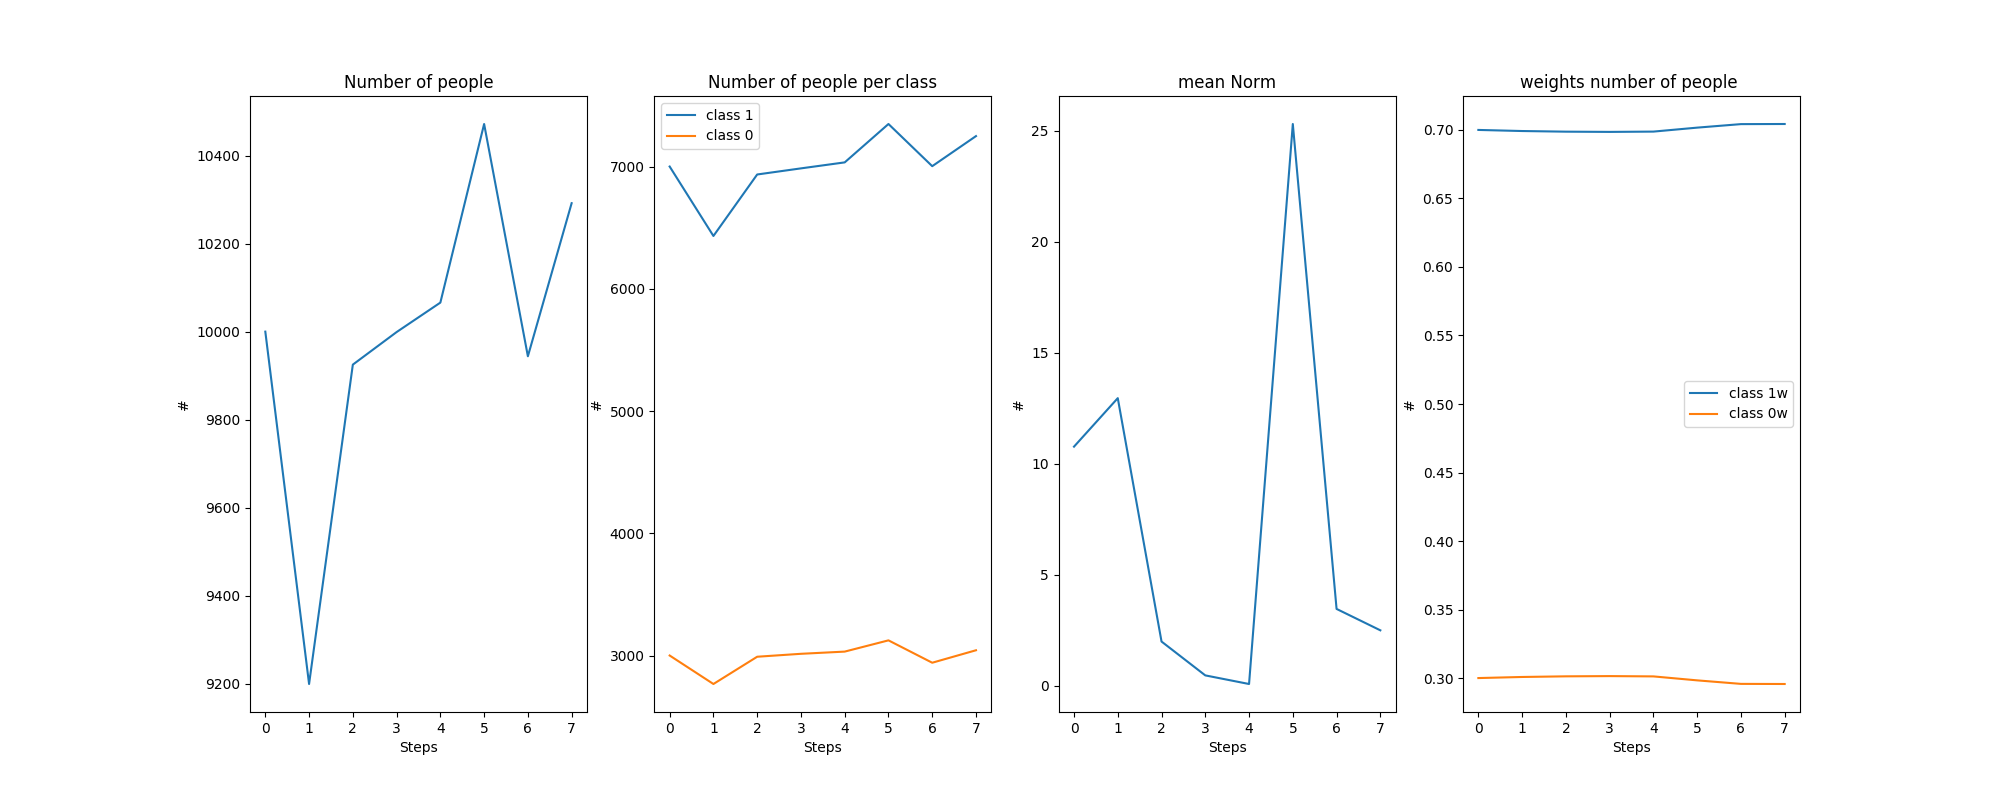 Number of people
10400
10200
10000
9800
9600
9400
9200
#
0 1 2 3 4 5 6 7
Steps
Number of people per class
class 1
class 0
7000
6000
5000
4000
3000
#
0 1 2 3 4 5 6 7
Steps
mean Norm
25
20
15
10
5
0
#
0 1 2 3 4 5 6 7
Steps
weights number of people
0.70
0.65
0.60
0.55
0.50
0.45
0.40
0.35
0.30
#
class 1w
class 0w
0 1 2 3 4 5 6 7
Steps